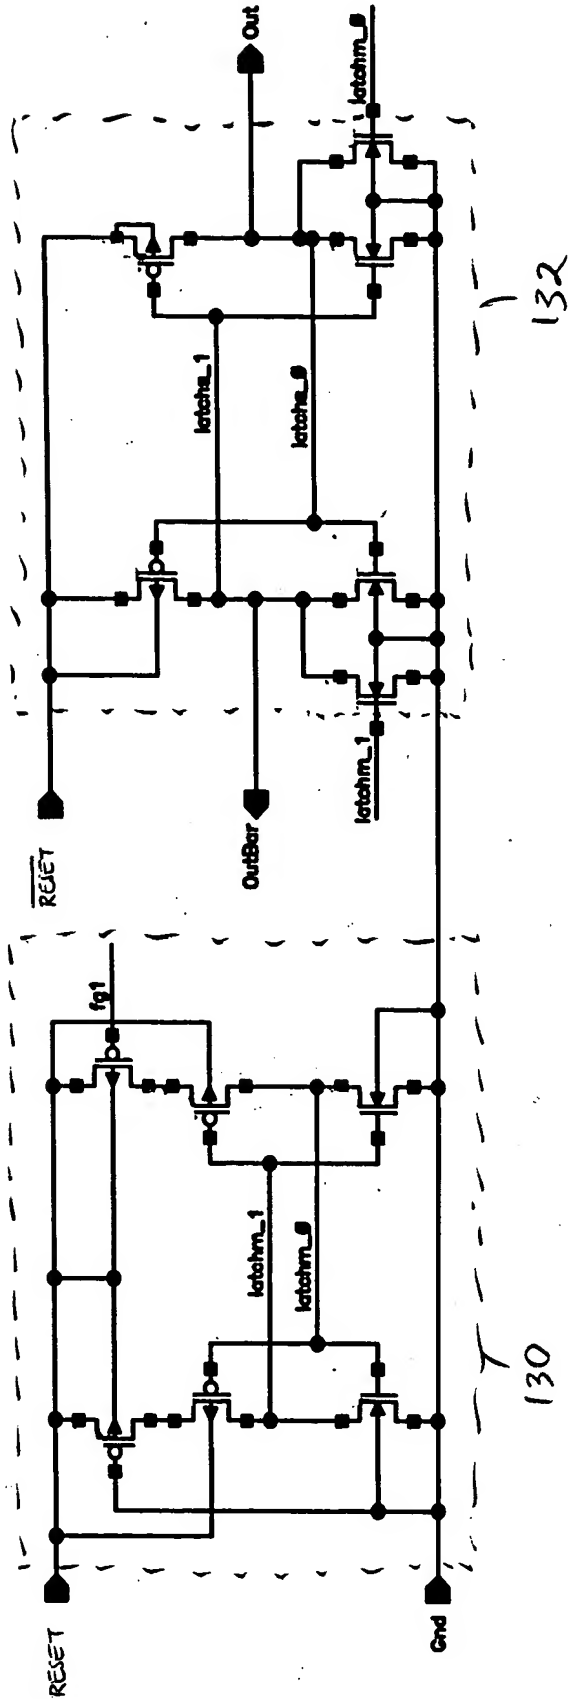 RESET
Gnd
latchm_1
latchm_0
fg1
130
RESET
OutBar
latchm_1
latchs_1
latchs_0
Out
latchm_0
132